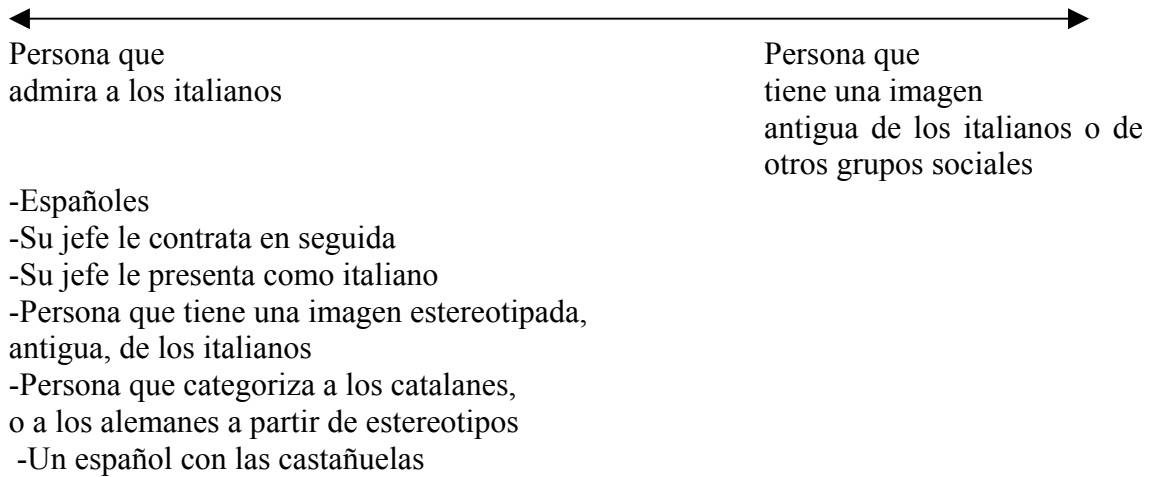 Persona que
admira a los italianos
Persona que
tiene una imagen
antigua de los italianos o de
otros grupos sociales
-Españoles
-Su jefe le contrata en seguida
-Su jefe le presenta como italiano
-Persona que tiene una imagen estereotipada,
antigua, de los italianos
-Persona que categoriza a los catalanes,
o a los alemanes a partir de estereotipos
-Un español con las castañuelas